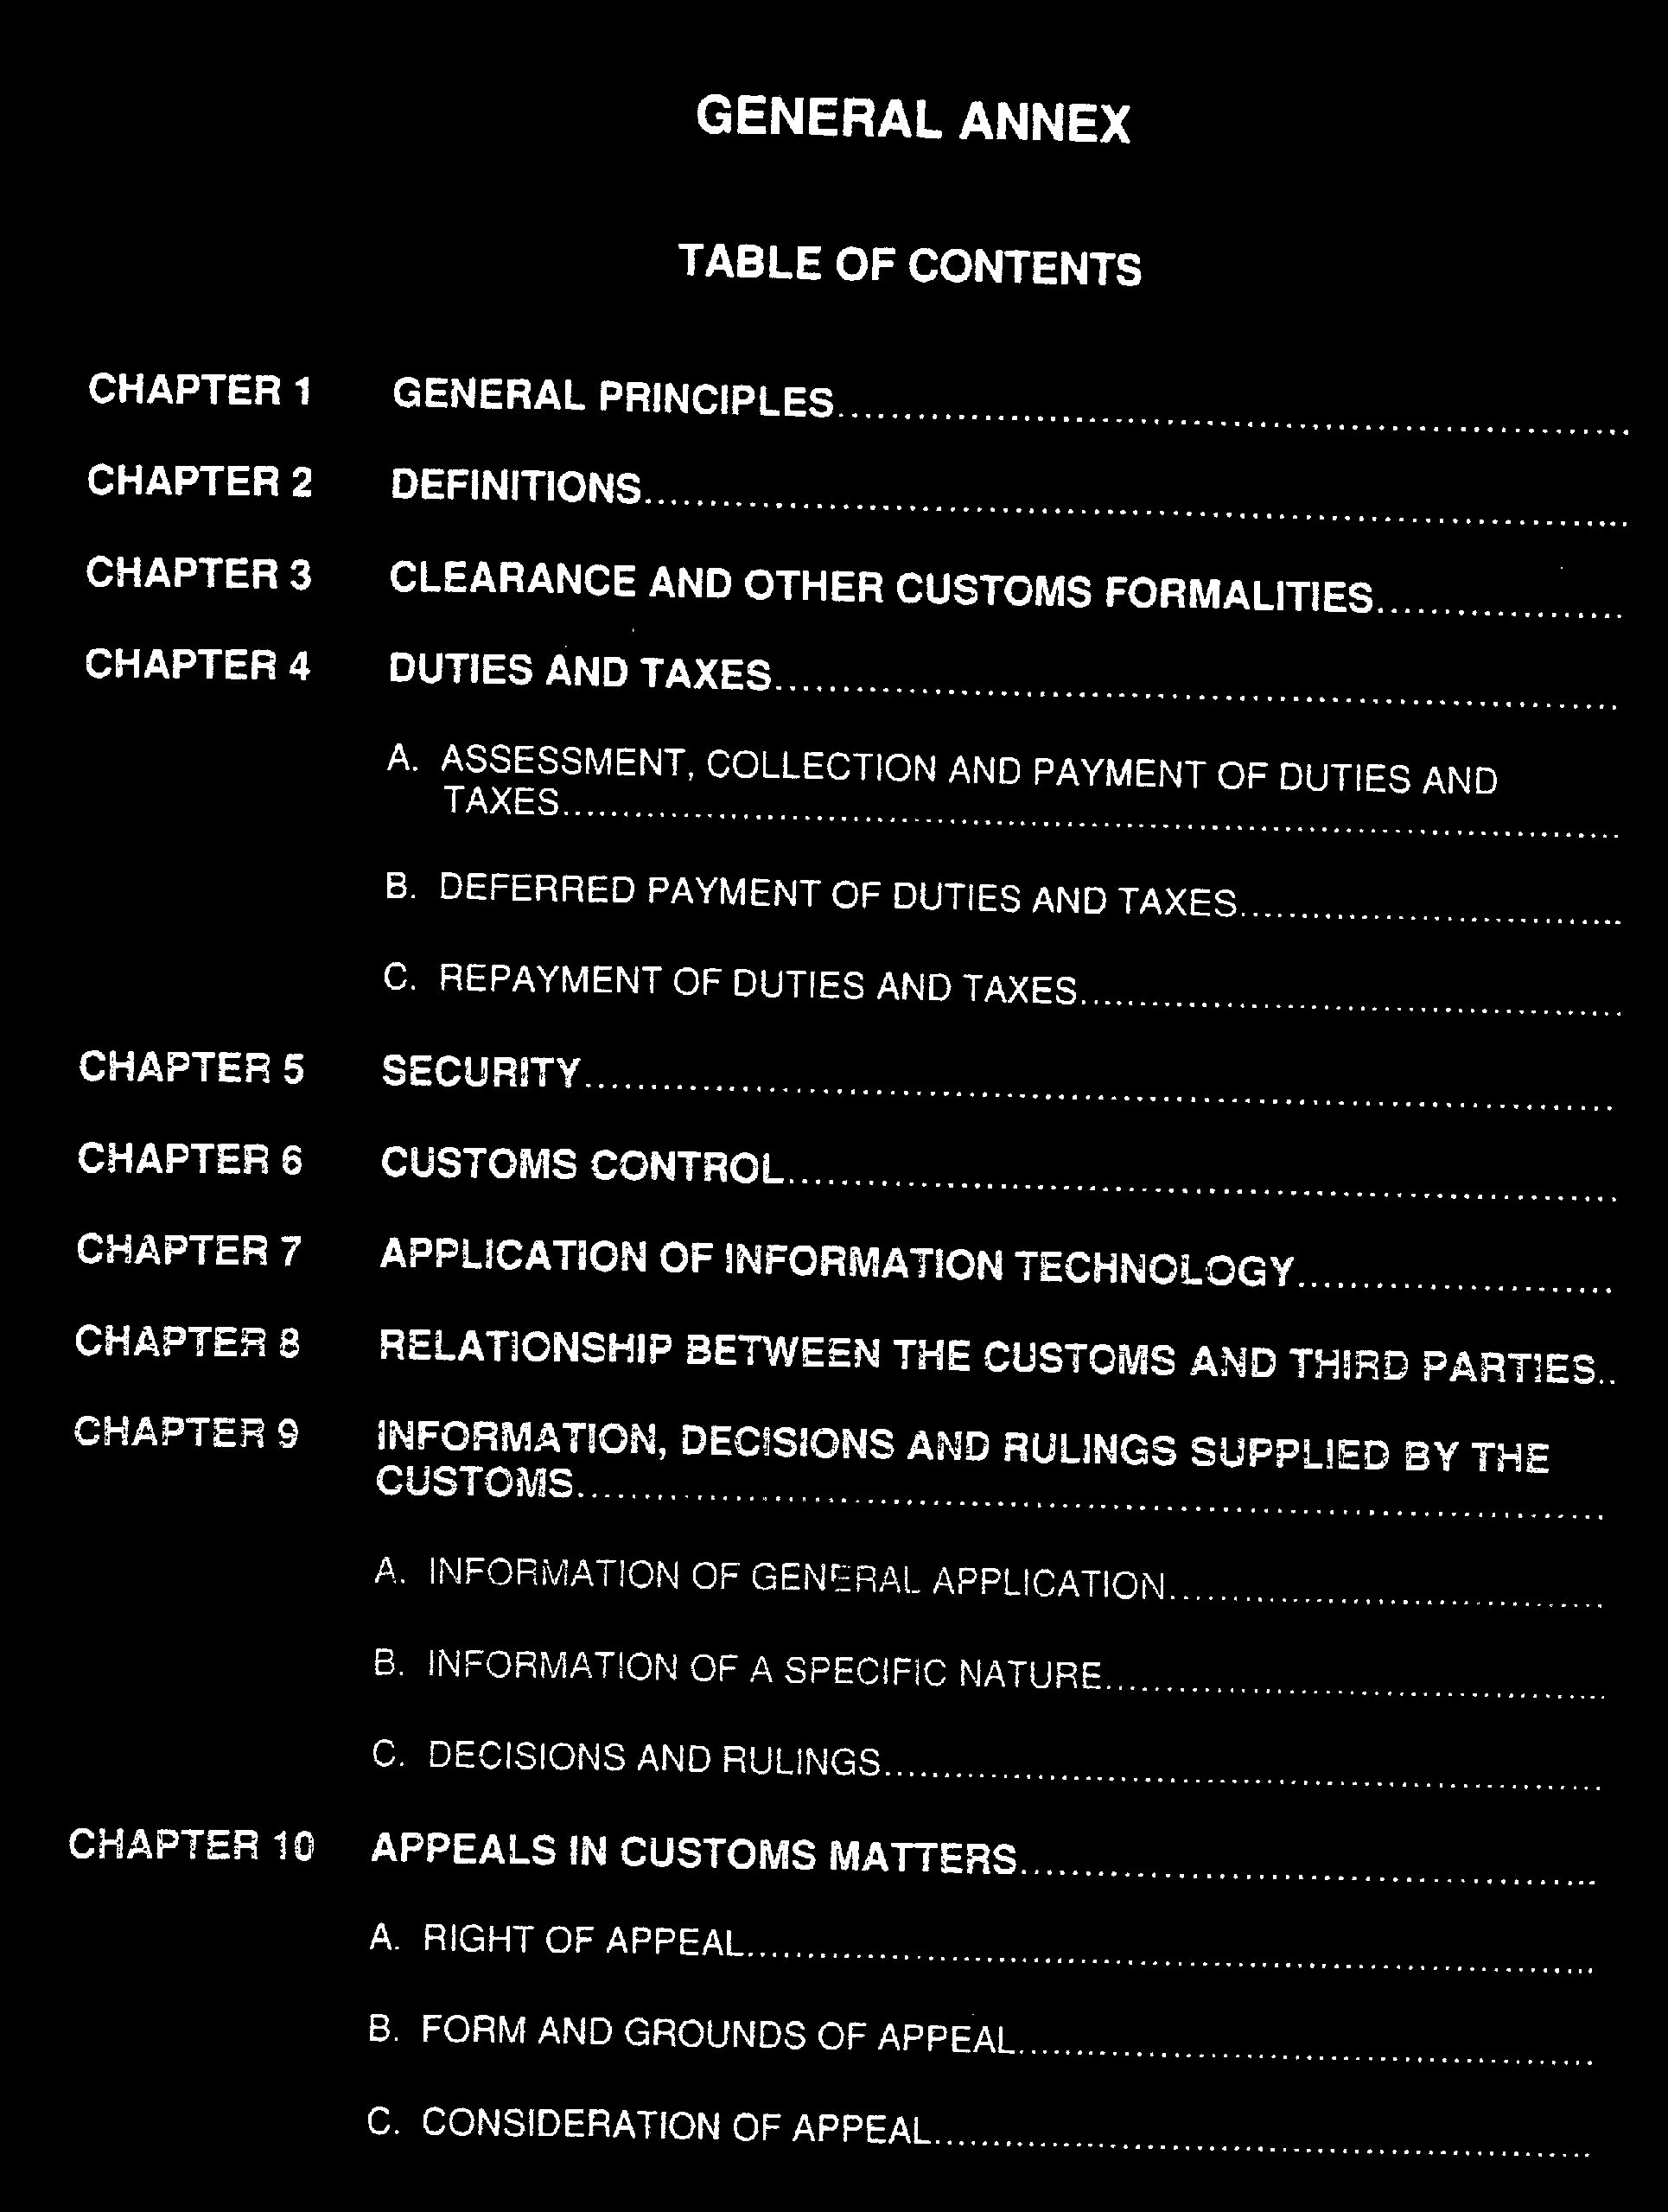 GENERAL ANNEX
TABLE OF CONTENTS
CHAPTER 1 GENERAL PRINCIPLES
CHAPTER 2 DEFINITIONS
CHAPTER 3 CLEARANCE AND OTHER CUSTOMS FORMALITIES
CHAPTER 4 DUTIES AND TAXES
A. ASSESSMENT, COLLECTION AND PAYMENT OF DUTIES AND
TAXES
B. DEFERRED PAYMENT OF DUTIES AND TAXES
C. REPAYMENT OF DUTIES AND TAXES
CHAPTER 5 SECURITY
CHAPTER 6 CUSTOMS CONTROL
CHAPTER 7 APPLICATION OF INFORMATION TECHNOLOGY
CHAPTER 8 RELATIONSHIP BETWEEN THE CUSTOMS AND THIRD PARTIES
CHAPTER 9 INFORMATION, DECISIONS AND RULINGS SUPPLIED BY THE
CUSTOMS
A. INFORMATION OF GENERAL APPLICATION
B. INFORMATION OF A SPECIFIC NATURE
C. DECISIONS AND RULINGS
CHAPTER 10 APPEALS IN CUSTOMS MATTERS
A. RIGHT OF APPEAL
B. FORM AND GROUNDS OF APPEAL
C. CONSIDERATION OF APPEAL